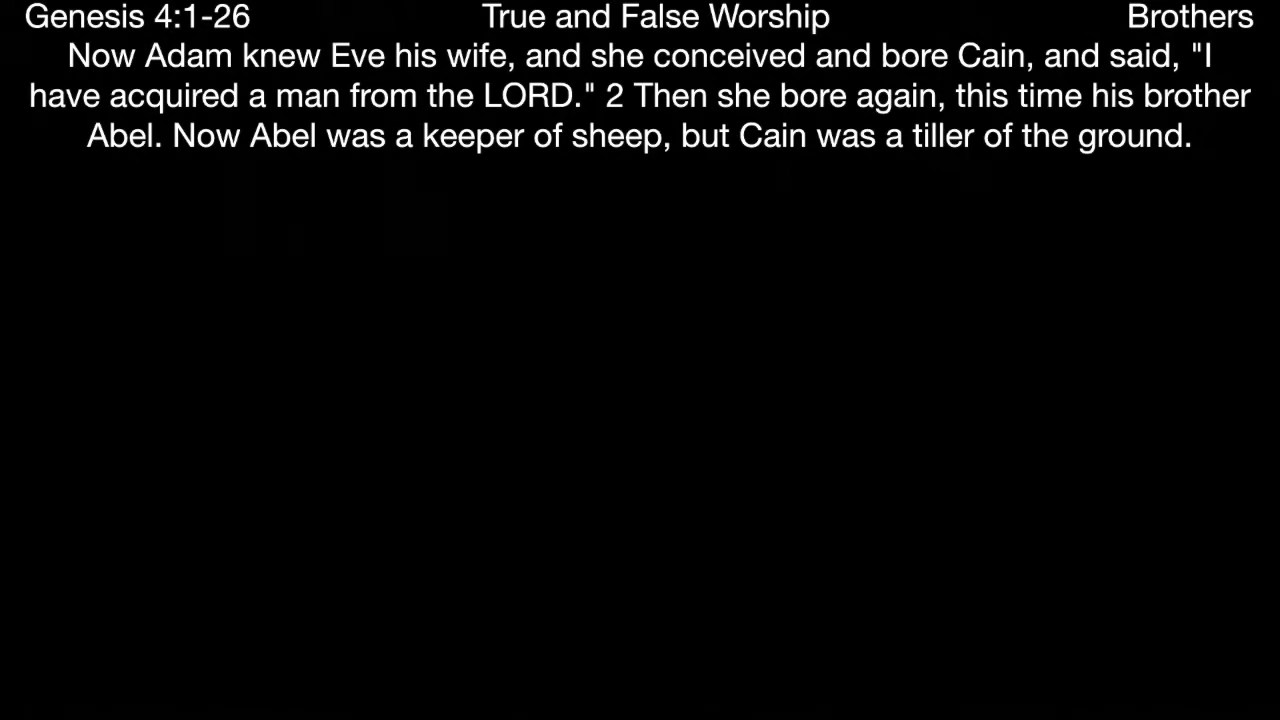 Genesis 4:1-26 True and False Worship Brothers
Now Adam knew Eve his wife, and she conceived and bore Cain, and said, "I
have acquired a man from the LORD." 2 Then she bore again, this time his brother
Abel. Now Abel was a keeper of sheep, but Cain was a tiller of the ground.